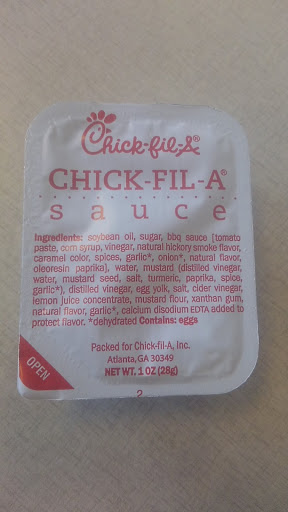 Chick-fil-A®
CHICK-FIL-A®
sauce
Ingredients: soybean oil, sugar, bbq sauce [tomato
paste, corn syrup, vinegar, natural hickory smoke flavor,
caramel color, spices, garlic*, onion*, natural flavor,
oleoresin paprika], water, mustard (distilled vinegar,
water, mustard seed, salt, turmeric, paprika, spice,
garlic*), distilled vinegar, egg yolk, salt, cider vinegar,
lemon juice concentrate, mustard flour, xanthan gum,
natural flavor, garlic*, calcium disodium EDTA added to
protect flavor. *dehydrated Contains: eggs
OPEN
Packed for Chick-fil-A, Inc.
Atlanta,GA 30349
NET WT. 1 OZ (28g)
2